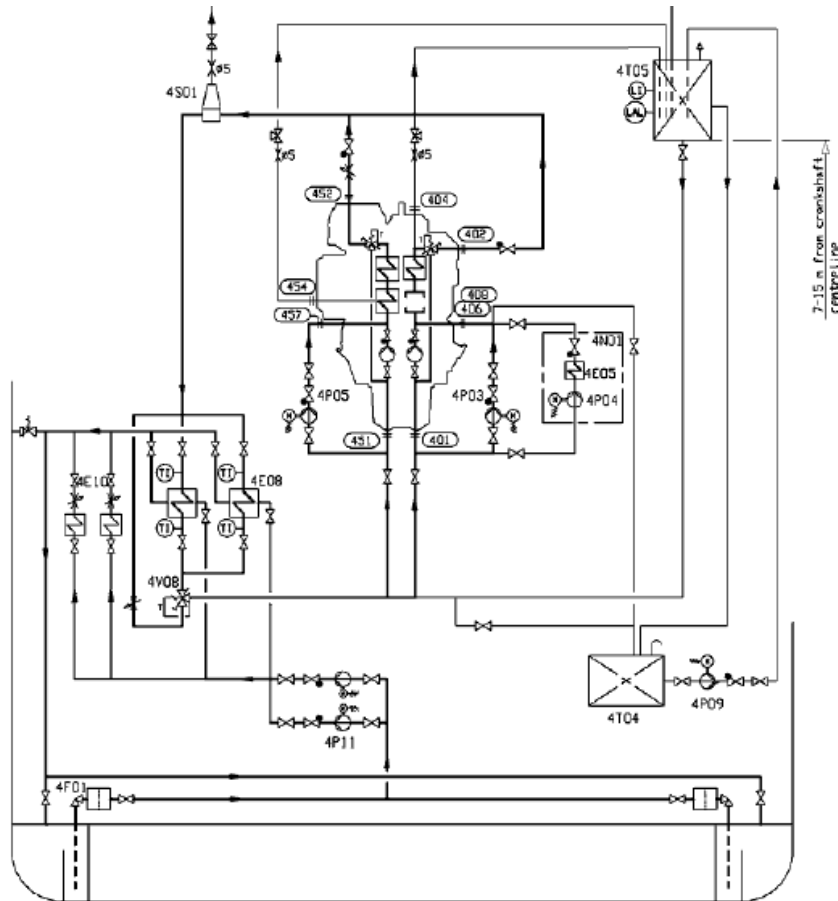 ø5
4S01
4T05
LI
LAL
ø5
ø5
7-15 m from crankshaft
centreline
452
404
402
454
408
406
457
4N01
4E05
4P05
4P03
4P04
M
M
M
451
401
4E10
TI
TI
4E08
TI
TI
4V08
T
M
4P09
4T04
4P11
4F01